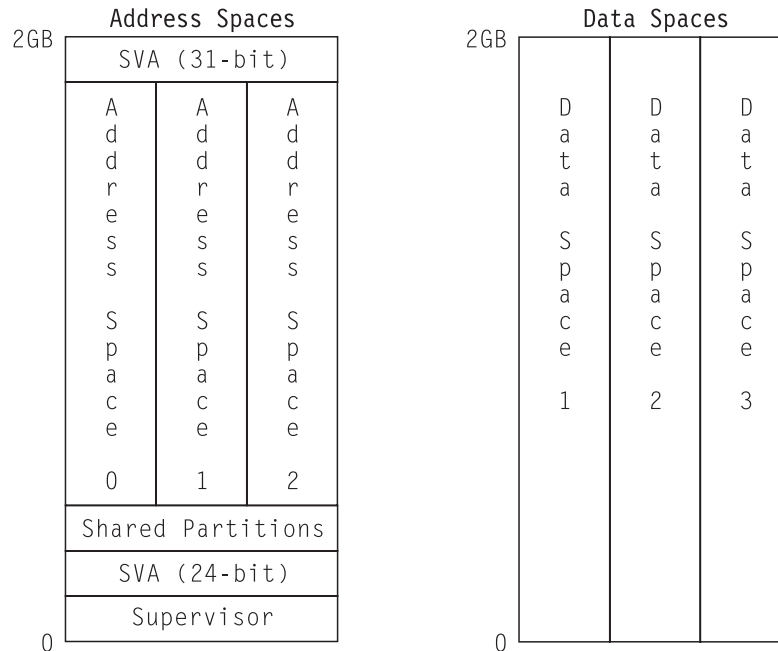 Address Spaces
2GB
SVA (31-bit)
Address Space 0
Address Space 1
Address Space 2
Shared Partitions
SVA (24-bit)
Supervisor
0
Data Spaces
2GB
Data Space 1
Data Space 2
Data Space 3
0